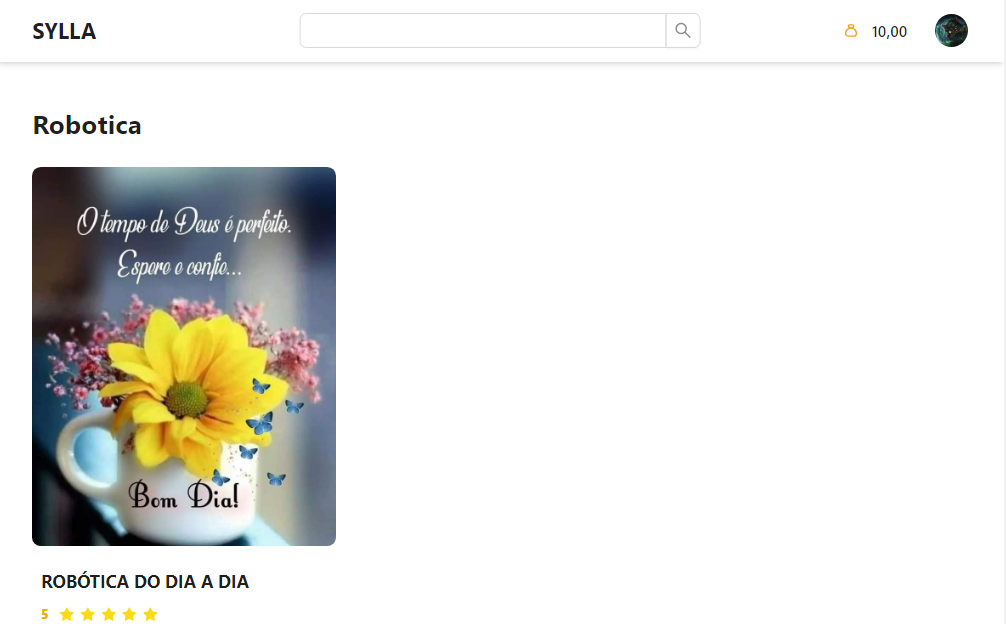 SYLLA
10,00
Robotica
O tempo de Deus é perfeito.
Espere e confie...
Bom Dia!
ROBÓTICA DO DIA A DIA
5